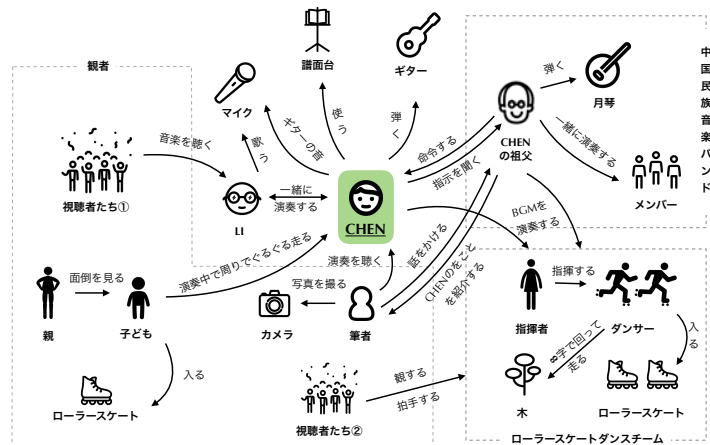 観者
譜面台
ギター
マイク
音楽を聴く
歌う
ギターの音
使う
弾く
視聴者たち①
LI
一緒に
演奏する
CHEN
命令する
指示を聞く
CHEN
の祖父
弾く
月琴
一緒に演奏する
メンバー
中国民族音楽バンド
BGMを
演奏する
演奏中で周りでぐるぐる走る
演奏を聴く
話をかける
CHENのをこと
を紹介する
親
面倒を見る
子ども
入る
ローラースケート
カメラ
写真を撮る
筆者
視聴者たち②
観する
拍手する
指揮者
指揮する
ダンサー
入る
8字で回って
走る
木
ローラースケート
ローラースケートダンスチーム